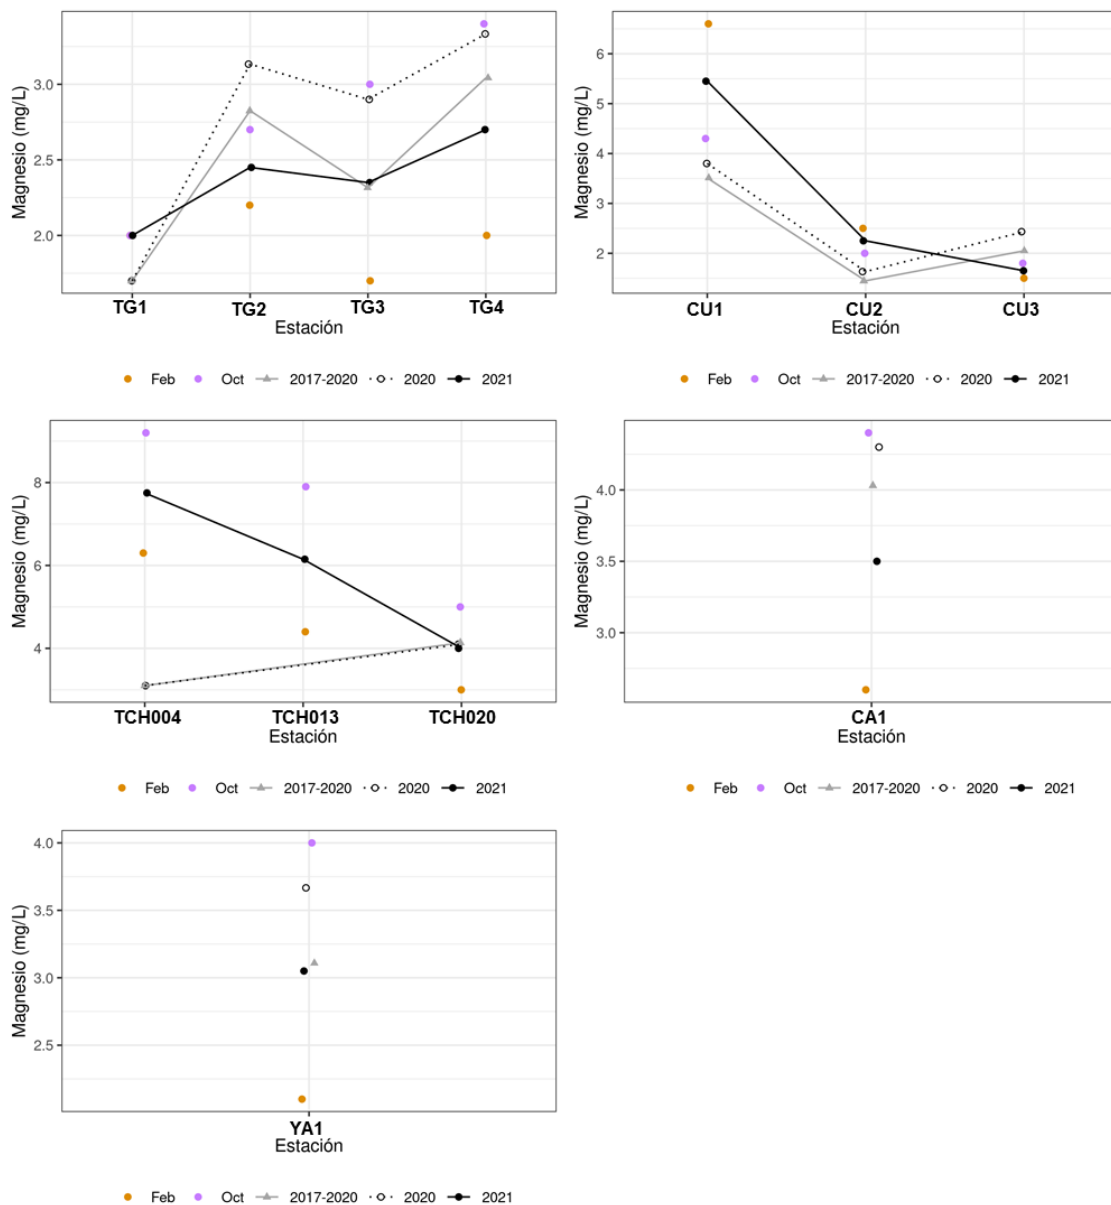 Magnesio (mg/L)
3.0
2.5
2.0
TG1 TG2 TG3 TG4
Estación
Feb Oct 2017-2020 2020 2021
Magnesio (mg/L)
6
5
4
3
2
CU1 CU2 CU3
Estación
Feb Oct 2017-2020 2020 2021
Magnesio (mg/L)
8
6
4
TCH004 TCH013 TCH020
Estación
Feb Oct 2017-2020 2020 2021
Magnesio (mg/L)
4.0
3.5
3.0
CA1
Estación
Feb Oct 2017-2020 2020 2021
Magnesio (mg/L)
4.0
3.5
3.0
2.5
YA1
Estación
Feb Oct 2017-2020 2020 2021